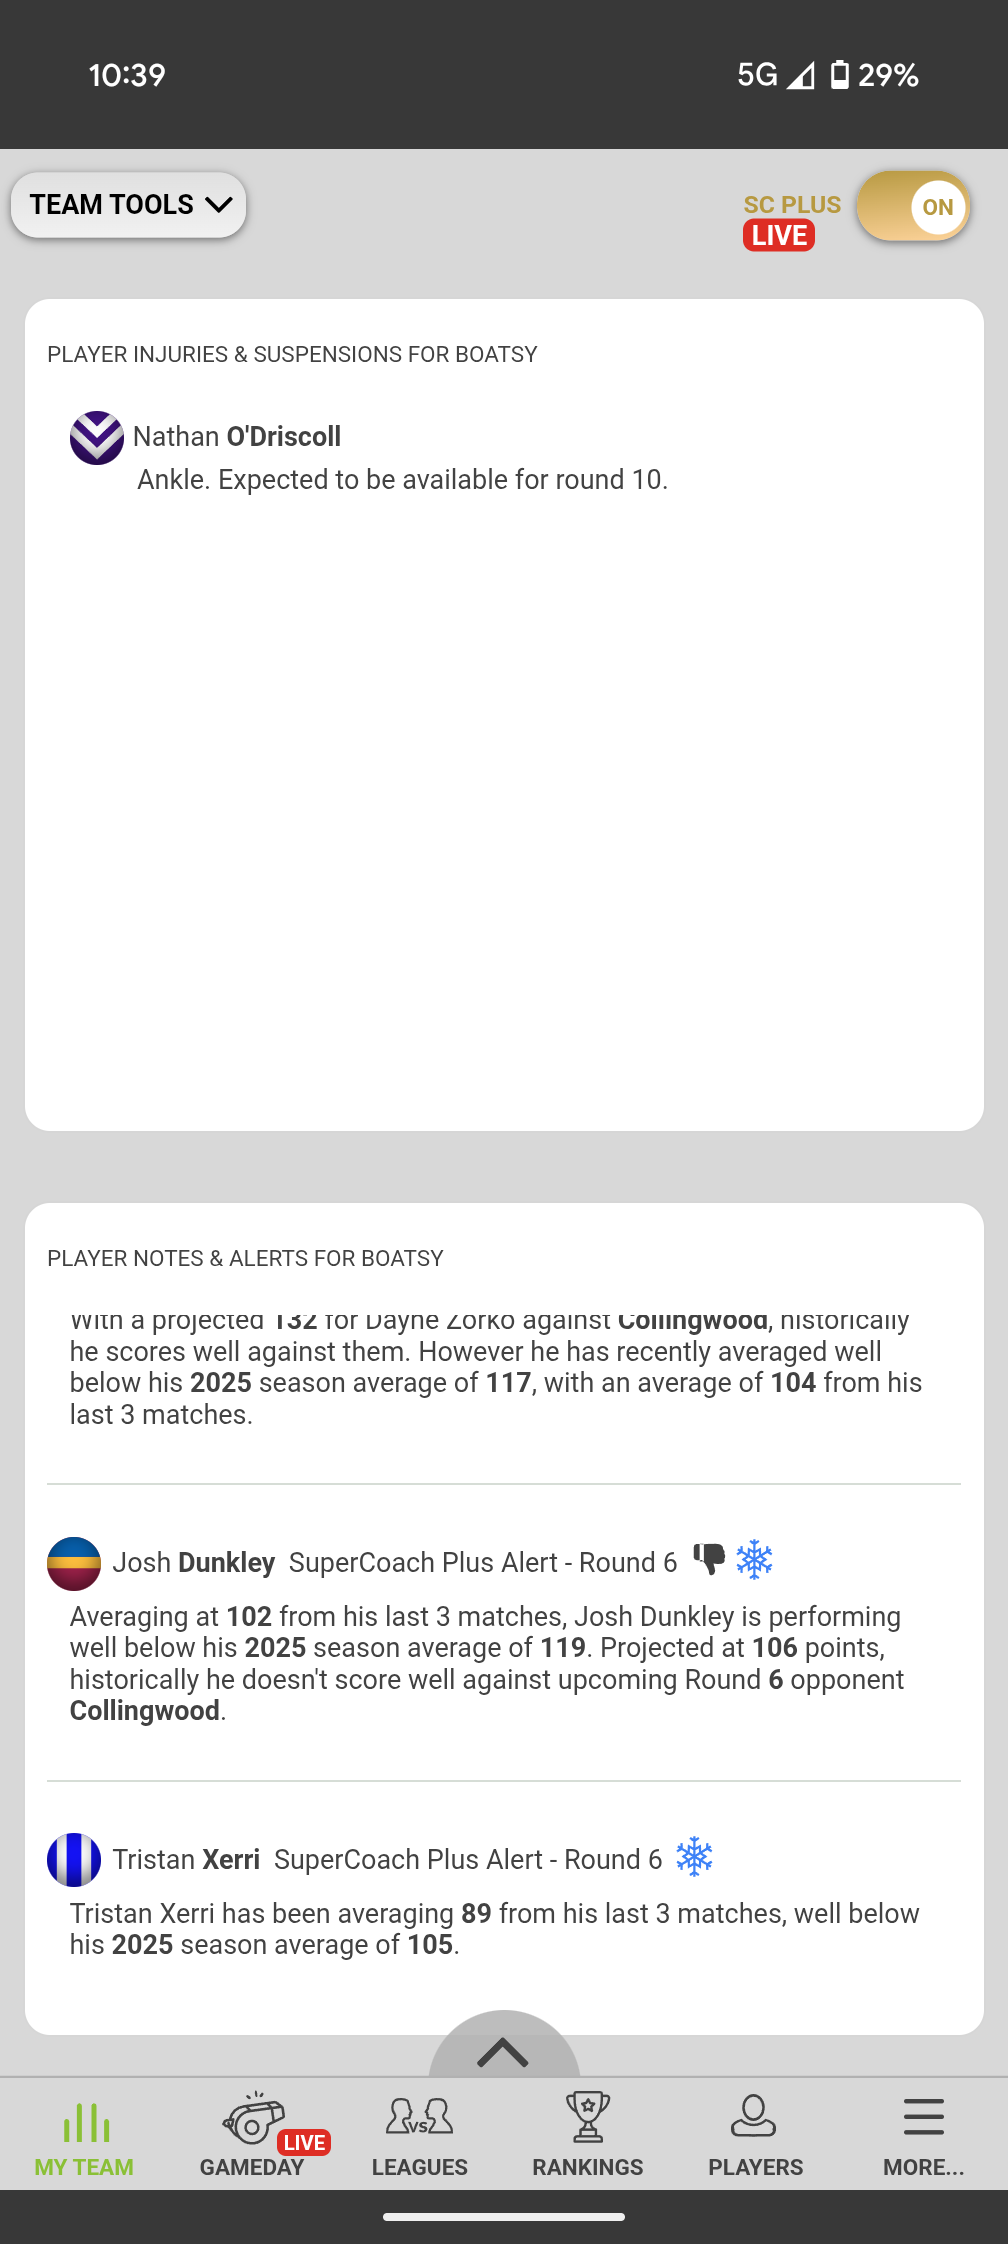 10:39
5G 29%
TEAM TOOLS
SC PLUS
LIVE
ON
PLAYER INJURIES & SUSPENSIONS FOR BOATSY
Nathan O'Driscoll
Ankle. Expected to be available for round 10.
PLAYER NOTES & ALERTS FOR BOATSY
With a projected 132 for Dayne Zorko against Collingwood, historically
he scores well against them. However he has recently averaged well
below his 2025 season average of 117, with an average of 104 from his
last 3 matches.
Josh Dunkley SuperCoach Plus Alert - Round 6
Averaging at 102 from his last 3 matches, Josh Dunkley is performing
well below his 2025 season average of 119. Projected at 106 points,
historically he doesn't score well against upcoming Round 6 opponent
Collingwood.
Tristan Xerri SuperCoach Plus Alert - Round 6
Tristan Xerri has been averaging 89 from his last 3 matches, well below
his 2025 season average of 105.
VS
LIVE
MY TEAM GAMEDAY LEAGUES RANKINGS PLAYERS MORE...